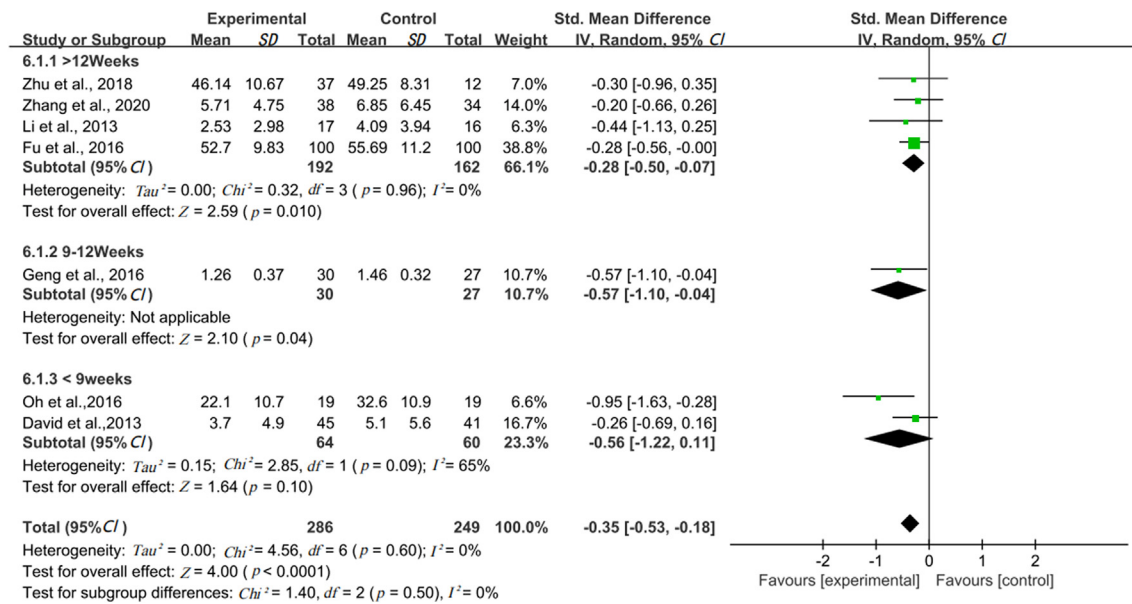 Experimental Control Std. Mean Difference Std. Mean Difference
Study or Subgroup Mean SD Total Mean SD Total Weight IV, Random, 95% CI IV, Random, 95% CI
6.1.1 >12Weeks
Zhu et al., 2018 46.14 10.67 37 49.25 8.31 12 7.0% -0.30 [-0.96, 0.35]
Zhang et al., 2020 5.71 4.75 38 6.85 6.45 34 14.0% -0.20 [-0.66, 0.26]
Li et al., 2013 2.53 2.98 17 4.09 3.94 16 6.3% -0.44 [-1.13, 0.25]
Fu et al., 2016 52.7 9.83 100 55.69 11.2 100 38.8% -0.28 [-0.56, -0.00]
Subtotal (95% CI) 192 162 66.1% -0.28 [-0.50, -0.07]
Heterogeneity: Tau² = 0.00; Chi² = 0.32, df = 3 (p = 0.96); I² = 0%
Test for overall effect: Z = 2.59 (p = 0.010)
6.1.2 9-12Weeks
Geng et al., 2016 1.26 0.37 30 1.46 0.32 27 10.7% -0.57 [-1.10, -0.04]
Subtotal (95% CI) 30 27 10.7% -0.57 [-1.10, -0.04]
Heterogeneity: Not applicable
Test for overall effect: Z = 2.10 (p = 0.04)
6.1.3 < 9weeks
Oh et al.,2016 22.1 10.7 19 32.6 10.9 19 6.6% -0.95 [-1.63, -0.28]
David et al.,2013 3.7 4.9 45 5.1 5.6 41 16.7% -0.26 [-0.69, 0.16]
Subtotal (95% CI) 64 60 23.3% -0.56 [-1.22, 0.11]
Heterogeneity: Tau² = 0.15; Chi² = 2.85, df = 1 (p = 0.09); I² = 65%
Test for overall effect: Z = 1.64 (p = 0.10)
Total (95%CI) 286 249 100.0% -0.35 [-0.53, -0.18]
Heterogeneity: Tau² = 0.00; Chi² = 4.56, df = 6 (p = 0.60); I² = 0%
Test for overall effect: Z = 4.00 (p < 0.0001)
Test for subgroup differences: Chi² = 1.40, df = 2 (p = 0.50), I² = 0%
-2 -1 0 1 2
Favours [experimental] Favours [control]